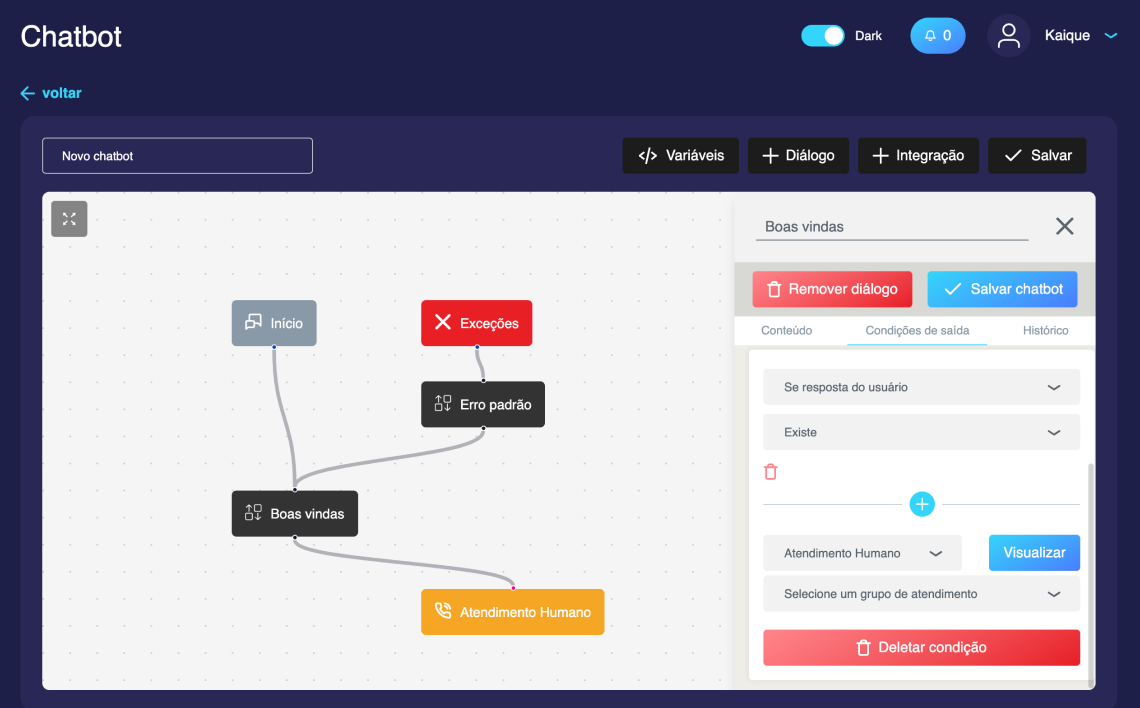 Chatbot
Dark
0
Kaique
voltar
Novo chatbot
</> Variáveis
Diálogo
Integração
Salvar
Boas vindas
Remover diálogo
Salvar chatbot
Conteúdo
Condições de saída
Histórico
Início
Exceções
Erro padrão
Boas vindas
Atendimento Humano
Se resposta do usuário
Existe
Atendimento Humano
Visualizar
Selecione um grupo de atendimento
Deletar condição